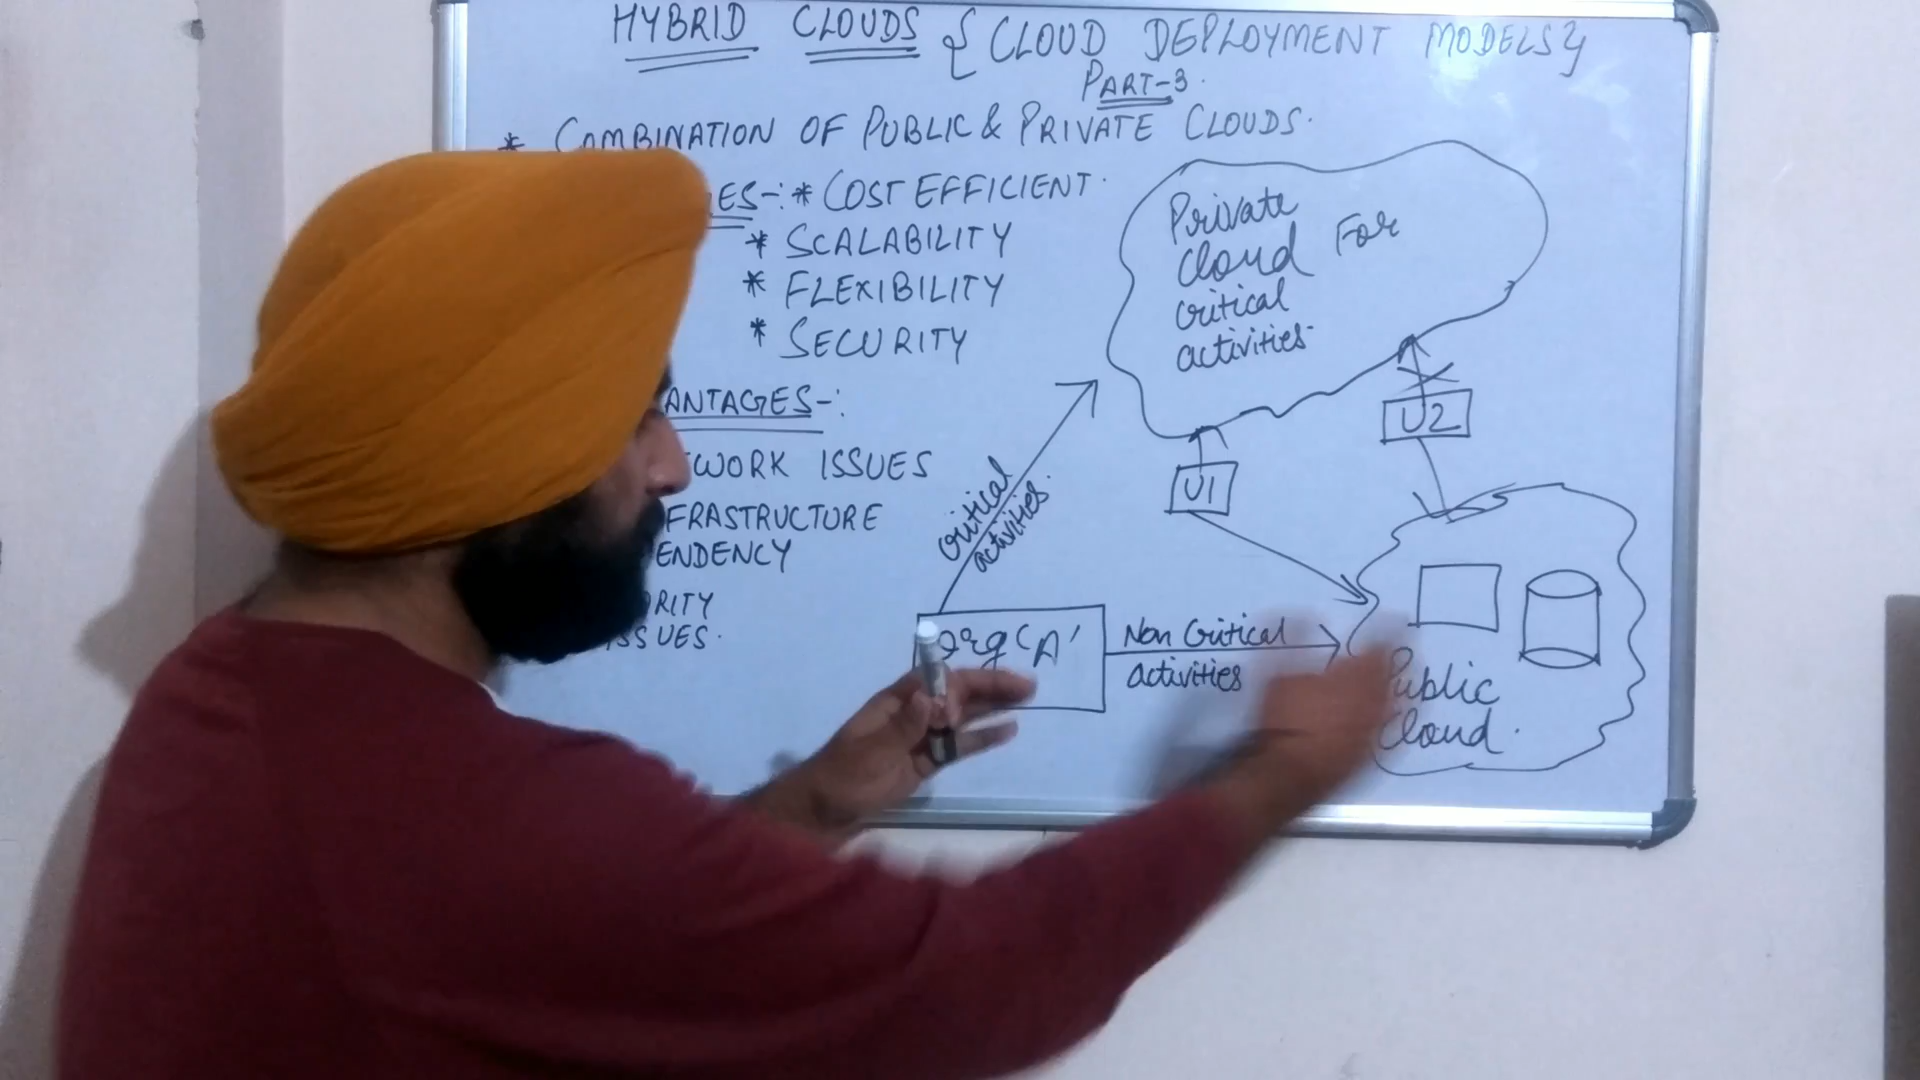 HYBRID CLOUDS { CLOUD DEPLOYMENT MODELS }
PART-3.
* COMBINATION OF PUBLIC & PRIVATE CLOUDS.
ES-: * COST EFFICIENT.
* SCALABILITY
* FLEXIBILITY
* SECURITY
ANTAGES-:
WORK ISSUES
FRASTRUCTURE
ENDENCY
RITY
ISSUES.
Private
Cloud For
critical
activities.
U2
U1
critical
activities.
org 'A'
Non Critical
activities
Public
Cloud.